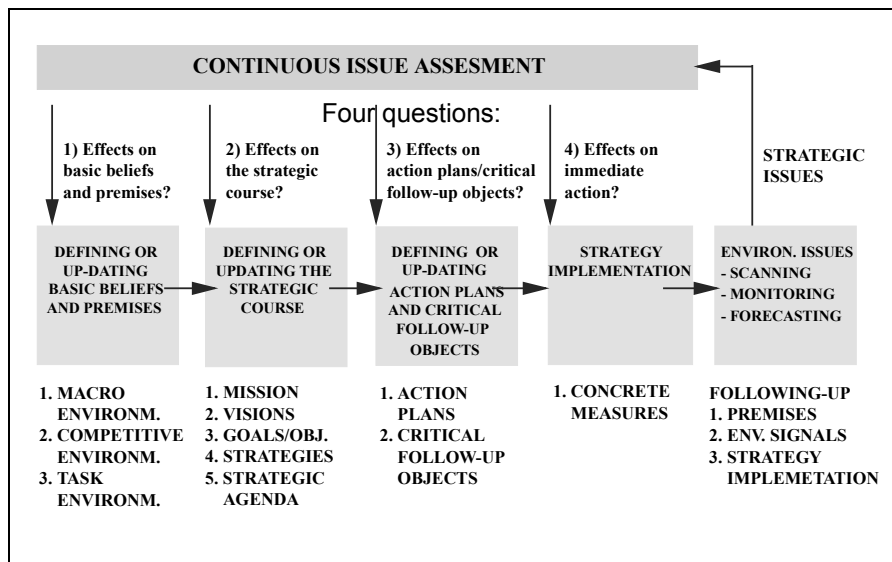 CONTINUOUS ISSUE ASSESMENT
Four questions:
1) Effects on
basic beliefs
and premises?
2) Effects on
the strategic
course?
3) Effects on
action plans/critical
follow-up objects?
4) Effects on
immediate
action?
STRATEGIC
ISSUES
DEFINING OR
UP-DATING
BASIC BELIEFS
AND PREMISES
DEFINING OR
UPDATING THE
STRATEGIC
COURSE
DEFINING OR
UP-DATING
ACTION PLANS
AND CRITICAL
FOLLOW-UP
OBJECTS
STRATEGY
IMPLEMENTATION
ENVIRON. ISSUES
- SCANNING
- MONITORING
- FORECASTING
1. MACRO
ENVIRONM.
2. COMPETITIVE
ENVIRONM.
3. TASK
ENVIRONM.
1. MISSION
2. VISIONS
3. GOALS/OBJ.
4. STRATEGIES
5. STRATEGIC
AGENDA
1. ACTION
PLANS
2. CRITICAL
FOLLOW-UP
OBJECTS
1. CONCRETE
MEASURES
FOLLOWING-UP
1. PREMISES
2. ENV. SIGNALS
3. STRATEGY
IMPLEMETATION